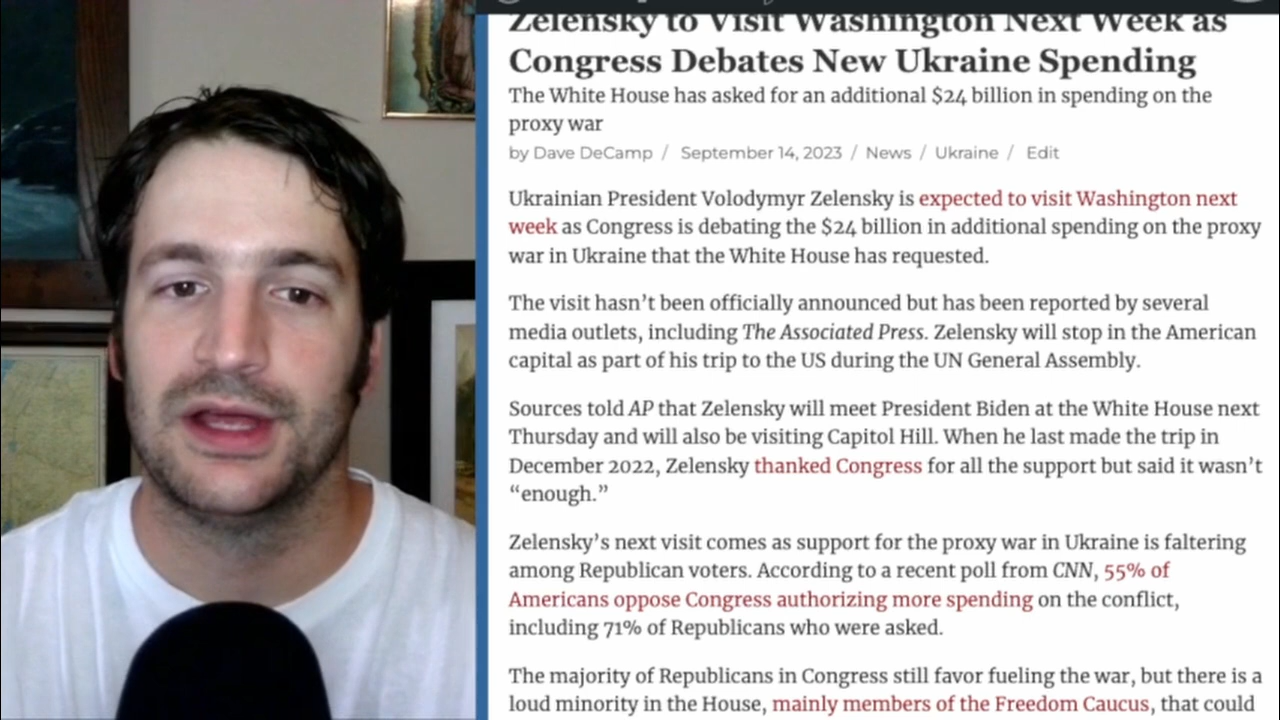 Zelensky to Visit Washington Next Week as
Congress Debates New Ukraine Spending
The White House has asked for an additional $24 billion in spending on the
proxy war
by Dave DeCamp / September 14, 2023 / News / Ukraine / Edit
Ukrainian President Volodymyr Zelensky is expected to visit Washington next
week as Congress is debating the $24 billion in additional spending on the proxy
war in Ukraine that the White House has requested.
The visit hasn’t been officially announced but has been reported by several
media outlets, including The Associated Press. Zelensky will stop in the American
capital as part of his trip to the US during the UN General Assembly.
Sources told AP that Zelensky will meet President Biden at the White House next
Thursday and will also be visiting Capitol Hill. When he last made the trip in
December 2022, Zelensky thanked Congress for all the support but said it wasn’t
“enough.”
Zelensky’s next visit comes as support for the proxy war in Ukraine is faltering
among Republican voters. According to a recent poll from CNN, 55% of
Americans oppose Congress authorizing more spending on the conflict,
including 71% of Republicans who were asked.
The majority of Republicans in Congress still favor fueling the war, but there is a
loud minority in the House, mainly members of the Freedom Caucus, that could